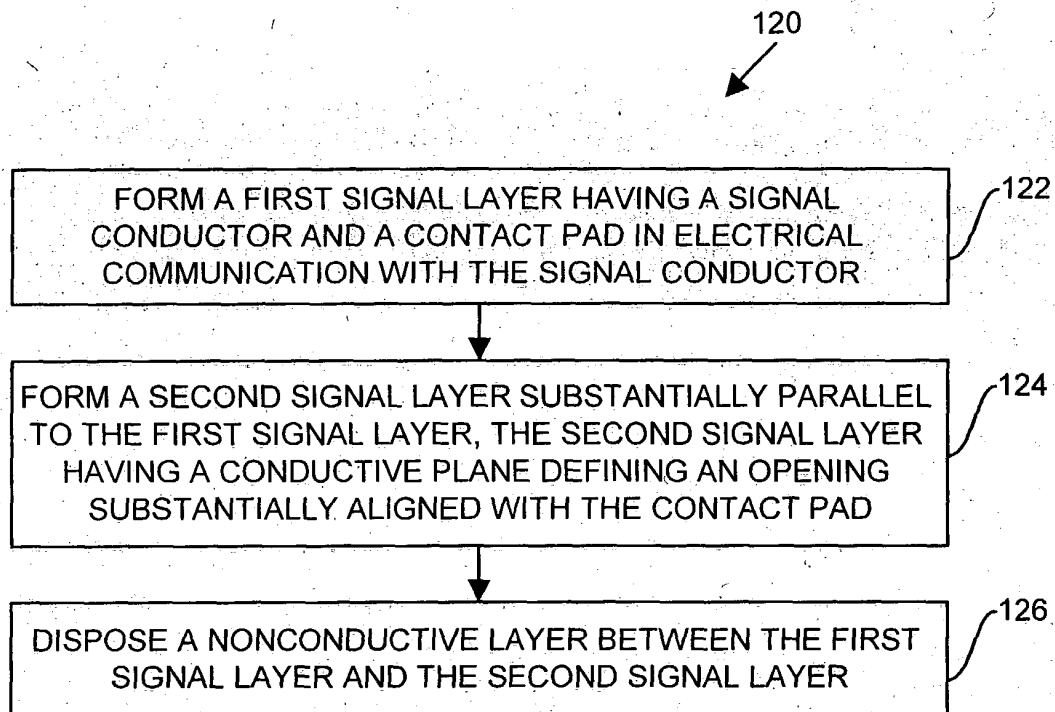 120
FORM A FIRST SIGNAL LAYER HAVING A SIGNAL
CONDUCTOR AND A CONTACT PAD IN ELECTRICAL
COMMUNICATION WITH THE SIGNAL CONDUCTOR
122
FORM A SECOND SIGNAL LAYER SUBSTANTIALLY PARALLEL
TO THE FIRST SIGNAL LAYER, THE SECOND SIGNAL LAYER
HAVING A CONDUCTIVE PLANE DEFINING AN OPENING
SUBSTANTIALLY ALIGNED WITH THE CONTACT PAD
124
DISPOSE A NONCONDUCTIVE LAYER BETWEEN THE FIRST
SIGNAL LAYER AND THE SECOND SIGNAL LAYER
126